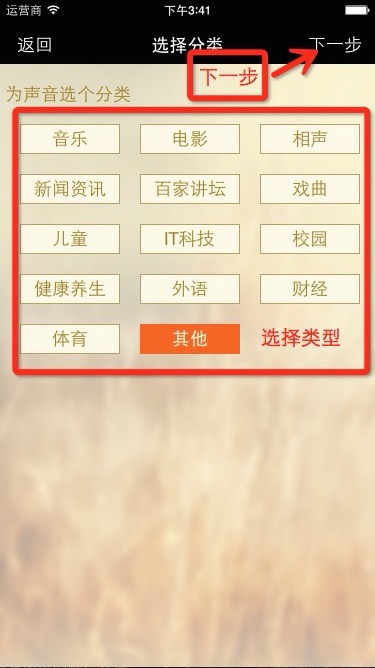 运营商 下午3:41
返回 选择分类 下一步
下一步
为声音选个分类
音乐 电影 相声
新闻资讯 百家讲坛 戏曲
儿童 IT科技 校园
健康养生 外语 财经
体育 其他 选择类型